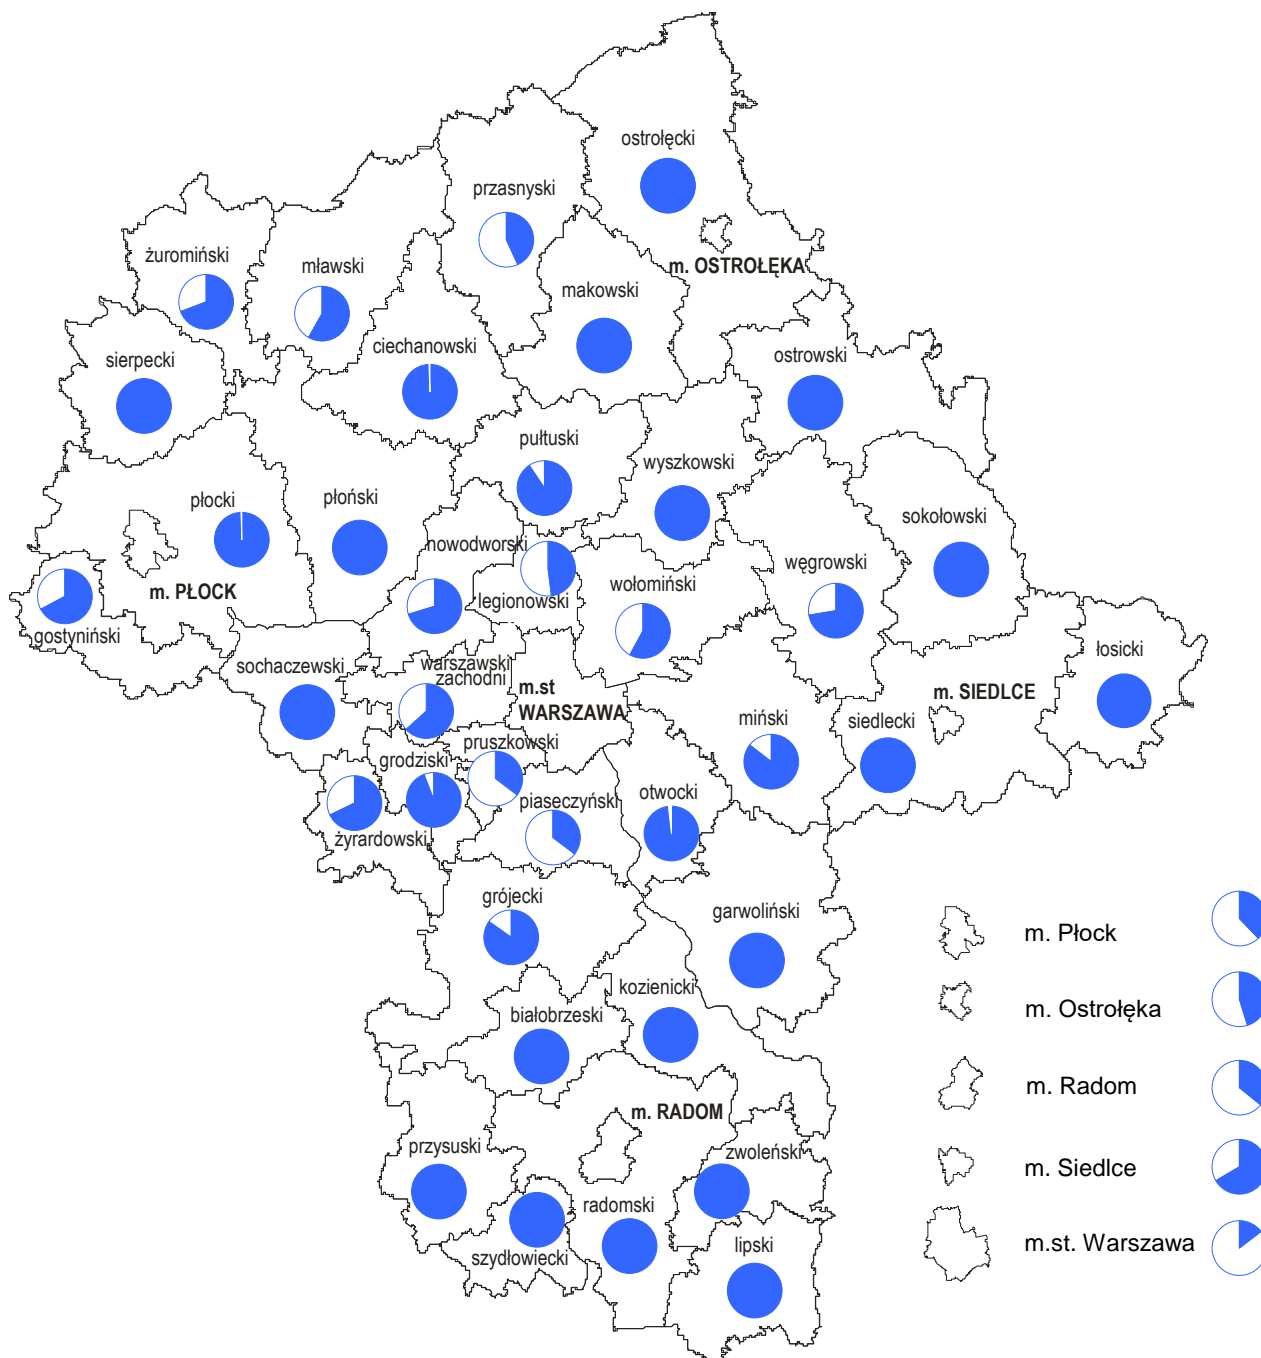 ostrołęcki
przasnyski
żuromiński
mławski
m. OSTROŁĘKA
makowski
ciechanowski
sierpecki
ostrowski
pułtuski
wyszkowski
płocki
płoński
sokołowski
nowodworski
węgrowski
wołomiński
m. PŁOCK
legionowski
gostyniński
sochaczewski
warszawski
zachodni
łosicki
m.st
WARSZAWA
m. SIEDLCE
miński
siedlecki
pruszkowski
grodziski
otwocki
piaseczyński
żyrardowski
grójecki
garwoliński
m. Płock
kozienicki
m. Ostrołęka
białobrzeski
m. Radom
m. RADOM
przysuski
zwoleński
m. Siedlce
radomski
lipski
m.st. Warszawa
szydłowiecki